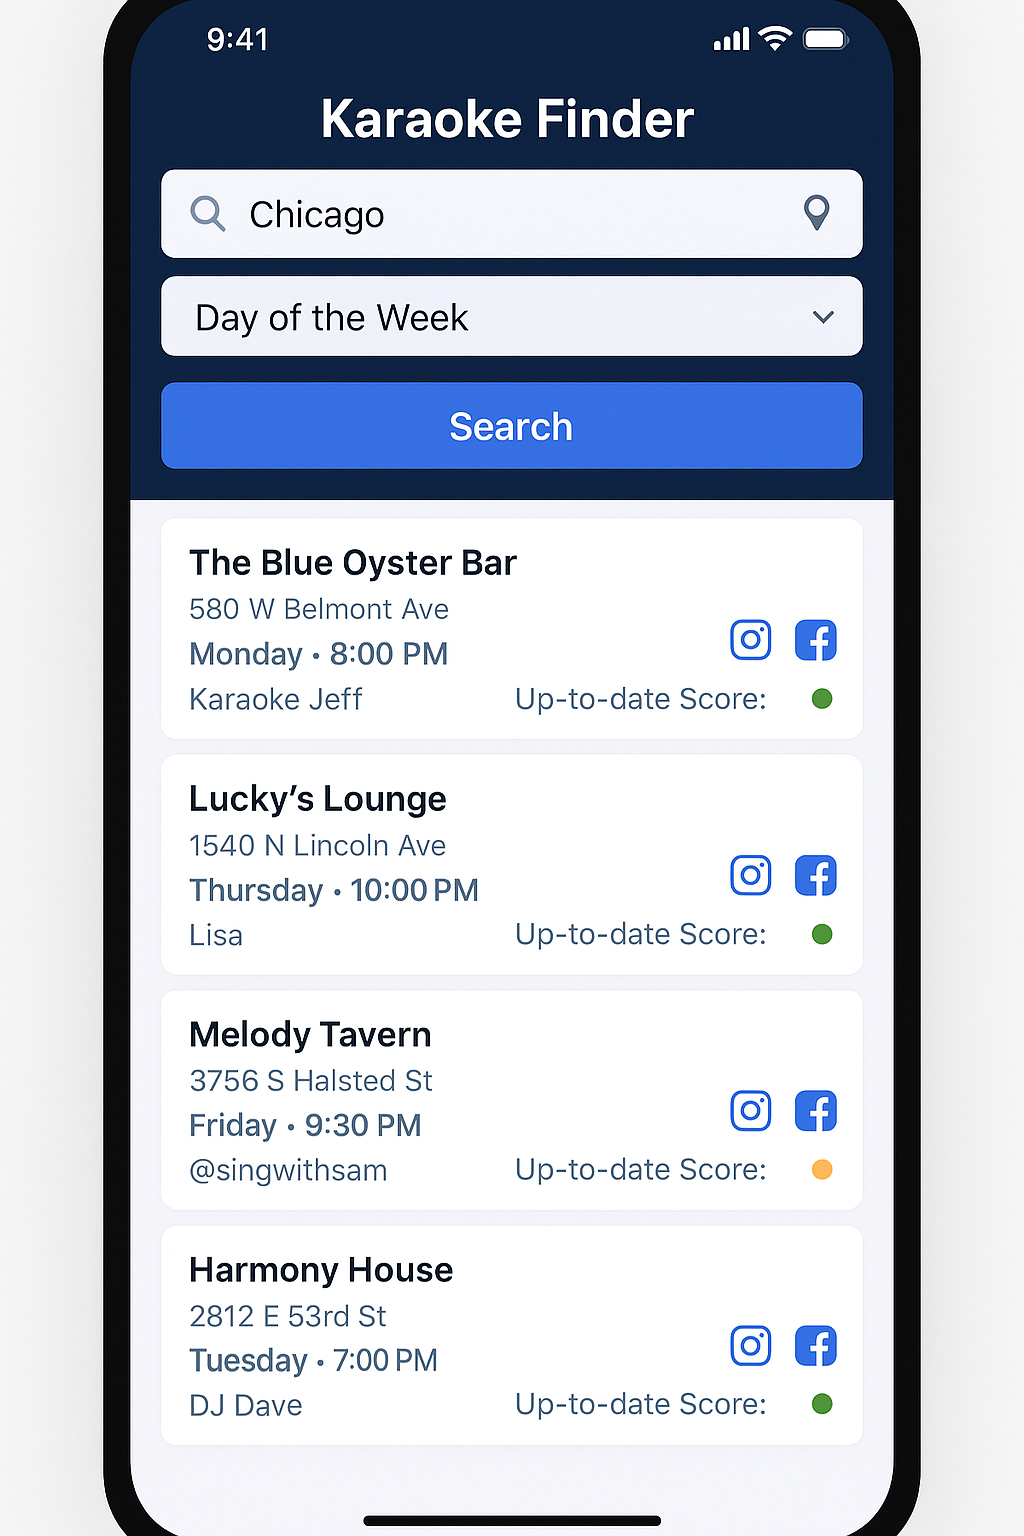 9:41
Karaoke Finder
Chicago
Day of the Week
Search
The Blue Oyster Bar
580 W Belmont Ave
Monday • 8:00 PM
Karaoke Jeff
Up-to-date Score:
Lucky’s Lounge
1540 N Lincoln Ave
Thursday • 10:00 PM
Lisa
Up-to-date Score:
Melody Tavern
3756 S Halsted St
Friday • 9:30 PM
@singwithsam
Up-to-date Score:
Harmony House
2812 E 53rd St
Tuesday • 7:00 PM
DJ Dave
Up-to-date Score: